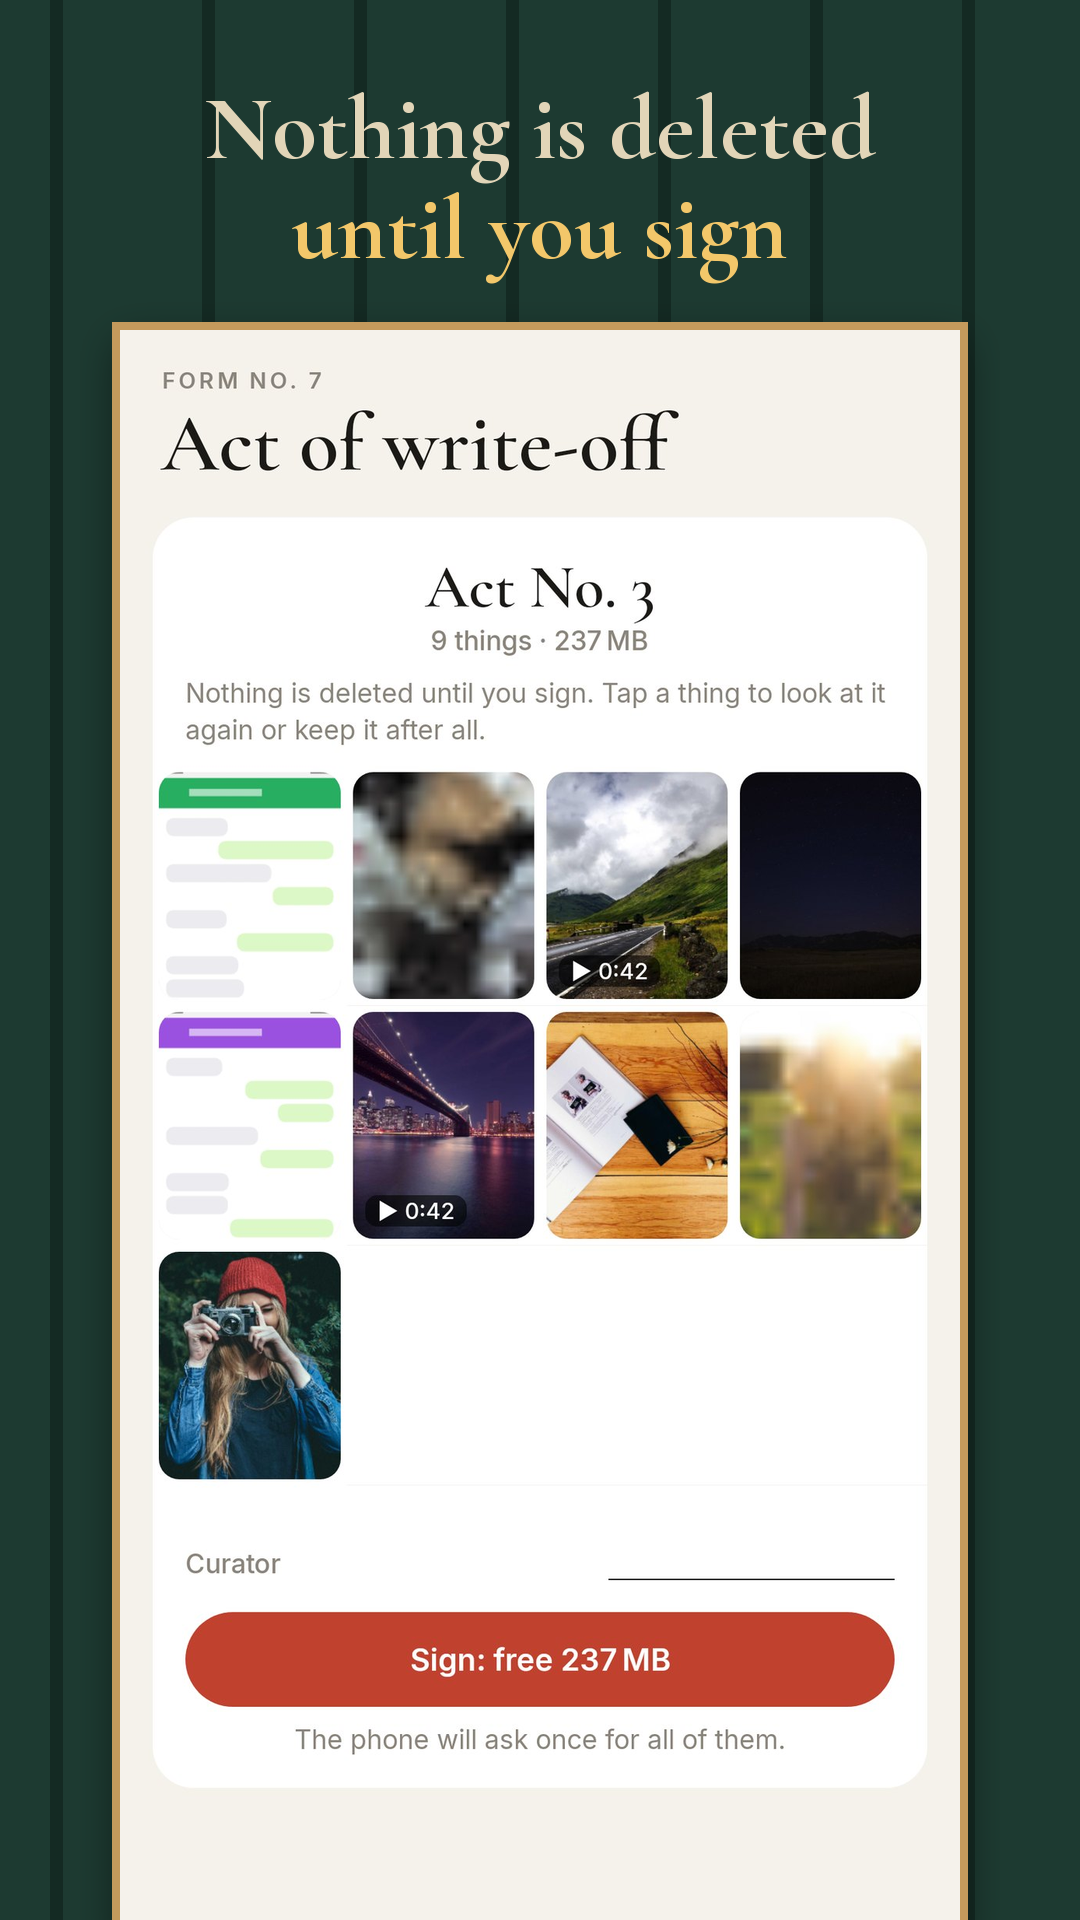 Nothing is deleted
until you sign
FORM NO. 7
Act of write-off
Act No. 3
9 things · 237 MB
Nothing is deleted until you sign. Tap a thing to look at it
again or keep it after all.
0:42
0:42
Curator
Sign: free 237 MB
The phone will ask once for all of them.